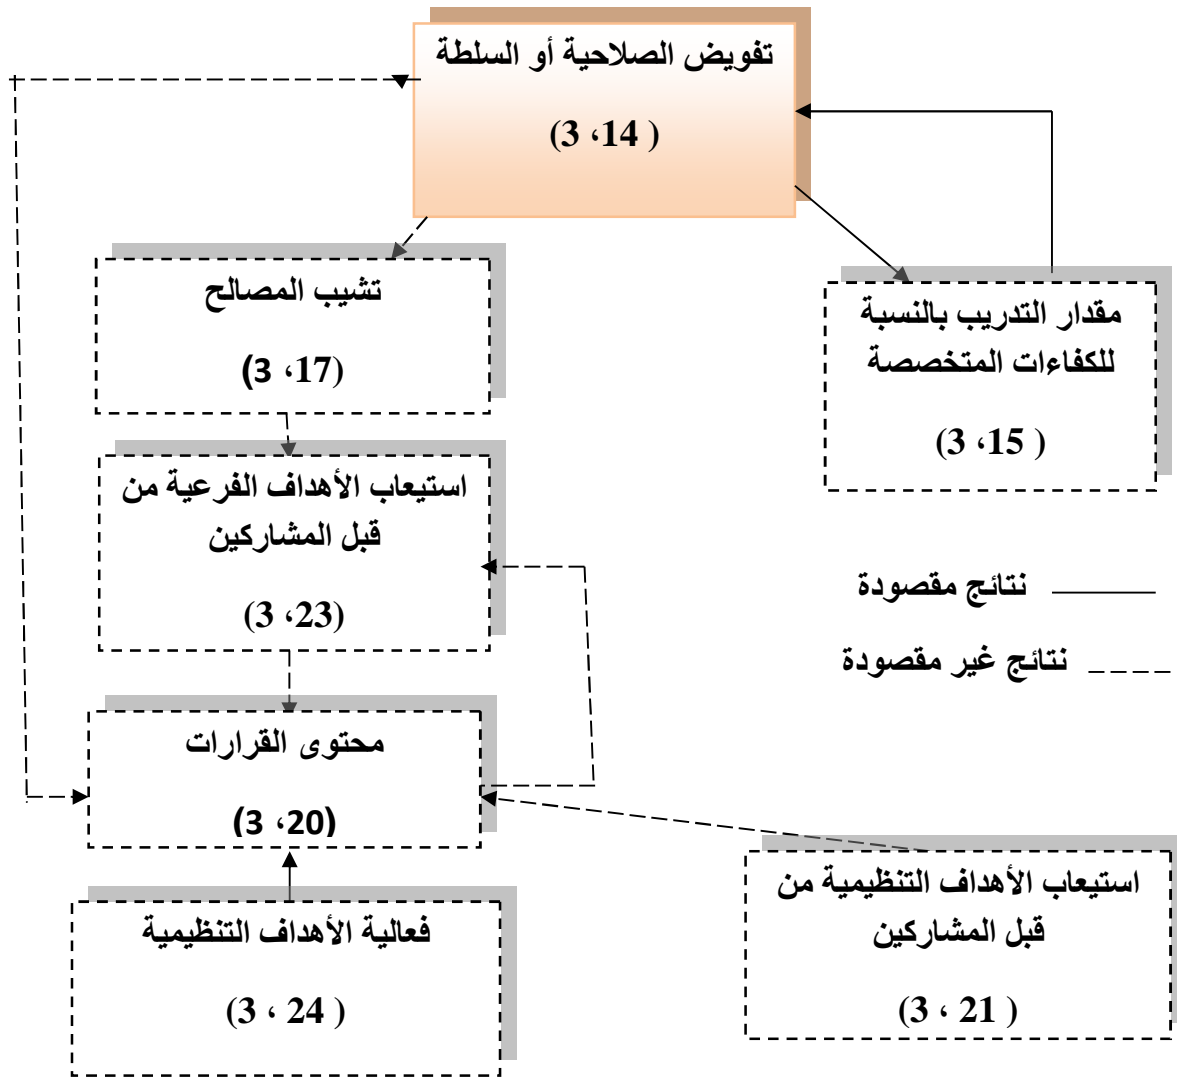 تفويض الصلاحية أو السلطة
(3 ،14 )
تشيب المصالح
(3 ،17)
مقدار التدريب بالنسبة
للكفاءات المتخصصة
(3 ،15 )
استيعاب الأهداف الفرعية من
قبل المشاركين
(3 ،23)
نتائج مقصودة
نتائج غير مقصودة
محتوى القرارات
(3 ،20)
استيعاب الأهداف التنظيمية من
قبل المشاركين
(3 ، 21 )
فعالية الأهداف التنظيمية
(3 ، 24 )